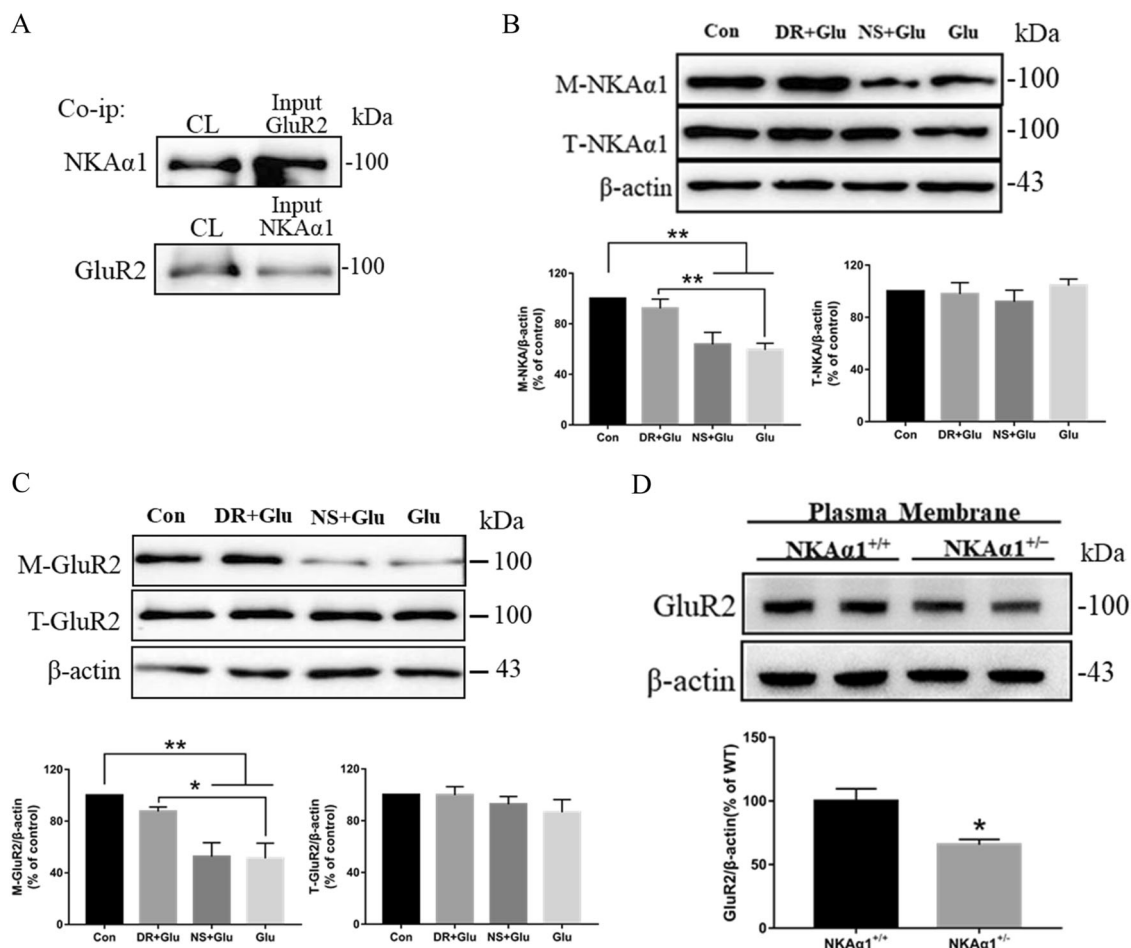 A
Co-ip:
CL
Input
GluR2
kDa
NKAα1
-100
CL
Input
NKAα1
GluR2
-100
B
Con DR+Glu NS+Glu Glu kDa
M-NKAα1 -100
T-NKAα1 -100
β-actin -43
**
**
M-NKA/β-actin
(% of control)
120
80
40
0
Con DR+Glu NS+Glu Glu
T-NKA/β-actin
(% of control)
120
80
40
0
Con DR+Glu NS+Glu Glu
C
Con DR+Glu NS+Glu Glu kDa
M-GluR2 100
T-GluR2 100
β-actin 43
**
*
M-GluR2/β-actin
(% of control)
120
80
40
0
Con DR+Glu NS+Glu Glu
T-GluR2/β-actin
(% of control)
120
80
40
0
Con DR+Glu NS+Glu Glu
D
Plasma Membrane
NKAα1+/+ NKAα1+/− kDa
GluR2 -100
β-actin -43
GluR2/β-actin(% of WT)
150
100
50
0
*
NKAα1+/+ NKAα1+/-